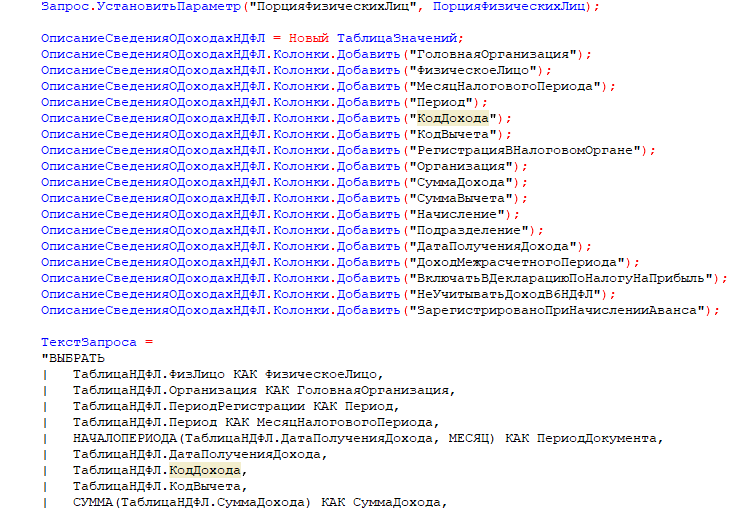 Запрос.УстановитьПараметр("ПорцияФизическихЛиц", ПорцияФизическихЛиц);
ОписаниеСведенияОДоходахНДФЛ = Новый ТаблицаЗначений;
ОписаниеСведенияОДоходахНДФЛ.Колонки.Добавить("ГоловнаяОрганизация");
ОписаниеСведенияОДоходахНДФЛ.Колонки.Добавить("ФизическоеЛицо");
ОписаниеСведенияОДоходахНДФЛ.Колонки.Добавить("МесяцНалоговогоПериода");
ОписаниеСведенияОДоходахНДФЛ.Колонки.Добавить("Период");
ОписаниеСведенияОДоходахНДФЛ.Колонки.Добавить("КодДохода");
ОписаниеСведенияОДоходахНДФЛ.Колонки.Добавить("КодВычета");
ОписаниеСведенияОДоходахНДФЛ.Колонки.Добавить("РегистрацияВНалоговомОргане");
ОписаниеСведенияОДоходахНДФЛ.Колонки.Добавить("Организация");
ОписаниеСведенияОДоходахНДФЛ.Колонки.Добавить("СуммаДохода");
ОписаниеСведенияОДоходахНДФЛ.Колонки.Добавить("СуммаВычета");
ОписаниеСведенияОДоходахНДФЛ.Колонки.Добавить("Начисление");
ОписаниеСведенияОДоходахНДФЛ.Колонки.Добавить("Подразделение");
ОписаниеСведенияОДоходахНДФЛ.Колонки.Добавить("ДатаПолученияДохода");
ОписаниеСведенияОДоходахНДФЛ.Колонки.Добавить("ДоходМежрасчетногоПериода");
ОписаниеСведенияОДоходахНДФЛ.Колонки.Добавить("ВключатьВДекларациюПоНалогуНаПрибыль");
ОписаниеСведенияОДоходахНДФЛ.Колонки.Добавить("НеУчитыватьДоходВ6НДФЛ");
ОписаниеСведенияОДоходахНДФЛ.Колонки.Добавить("ЗарегистрированоПриНачисленииАванса");
ТекстЗапроса =
"ВЫБРАТЬ
| ТаблицаНДФЛ.ФизЛицо КАК ФизическоеЛицо,
| ТаблицаНДФЛ.Организация КАК ГоловнаяОрганизация,
| ТаблицаНДФЛ.ПериодРегистрации КАК Период,
| ТаблицаНДФЛ.Период КАК МесяцНалоговогоПериода,
| НАЧАЛОПЕРИОДА(ТаблицаНДФЛ.ДатаПолученияДохода, МЕСЯЦ) КАК ПериодДокумента,
| ТаблицаНДФЛ.ДатаПолученияДохода,
| ТаблицаНДФЛ.КодДохода,
| ТаблицаНДФЛ.КодВычета,
| СУММА(ТаблицаНДФЛ.СуммаДохода) КАК СуммаДохода,